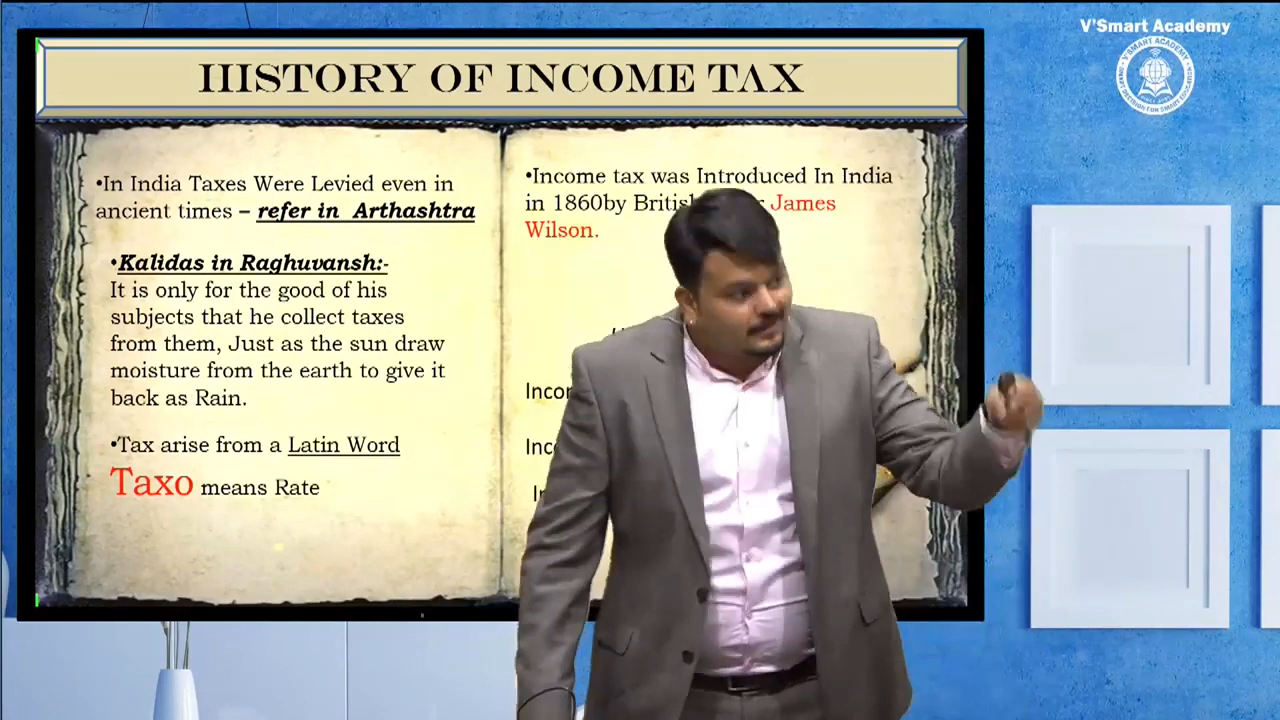 V'Smart Academy
HISTORY OF INCOME TAX
•In India Taxes Were Levied even in
ancient times – refer in Arthashtra
•Kalidas in Raghuvansh:-
It is only for the good of his
subjects that he collect taxes
from them, Just as the sun draw
moisture from the earth to give it
back as Rain.
•Tax arise from a Latin Word
Taxo means Rate
•Income tax was Introduced In India
in 1860by British James
Wilson.
V'SMART ACADEMY